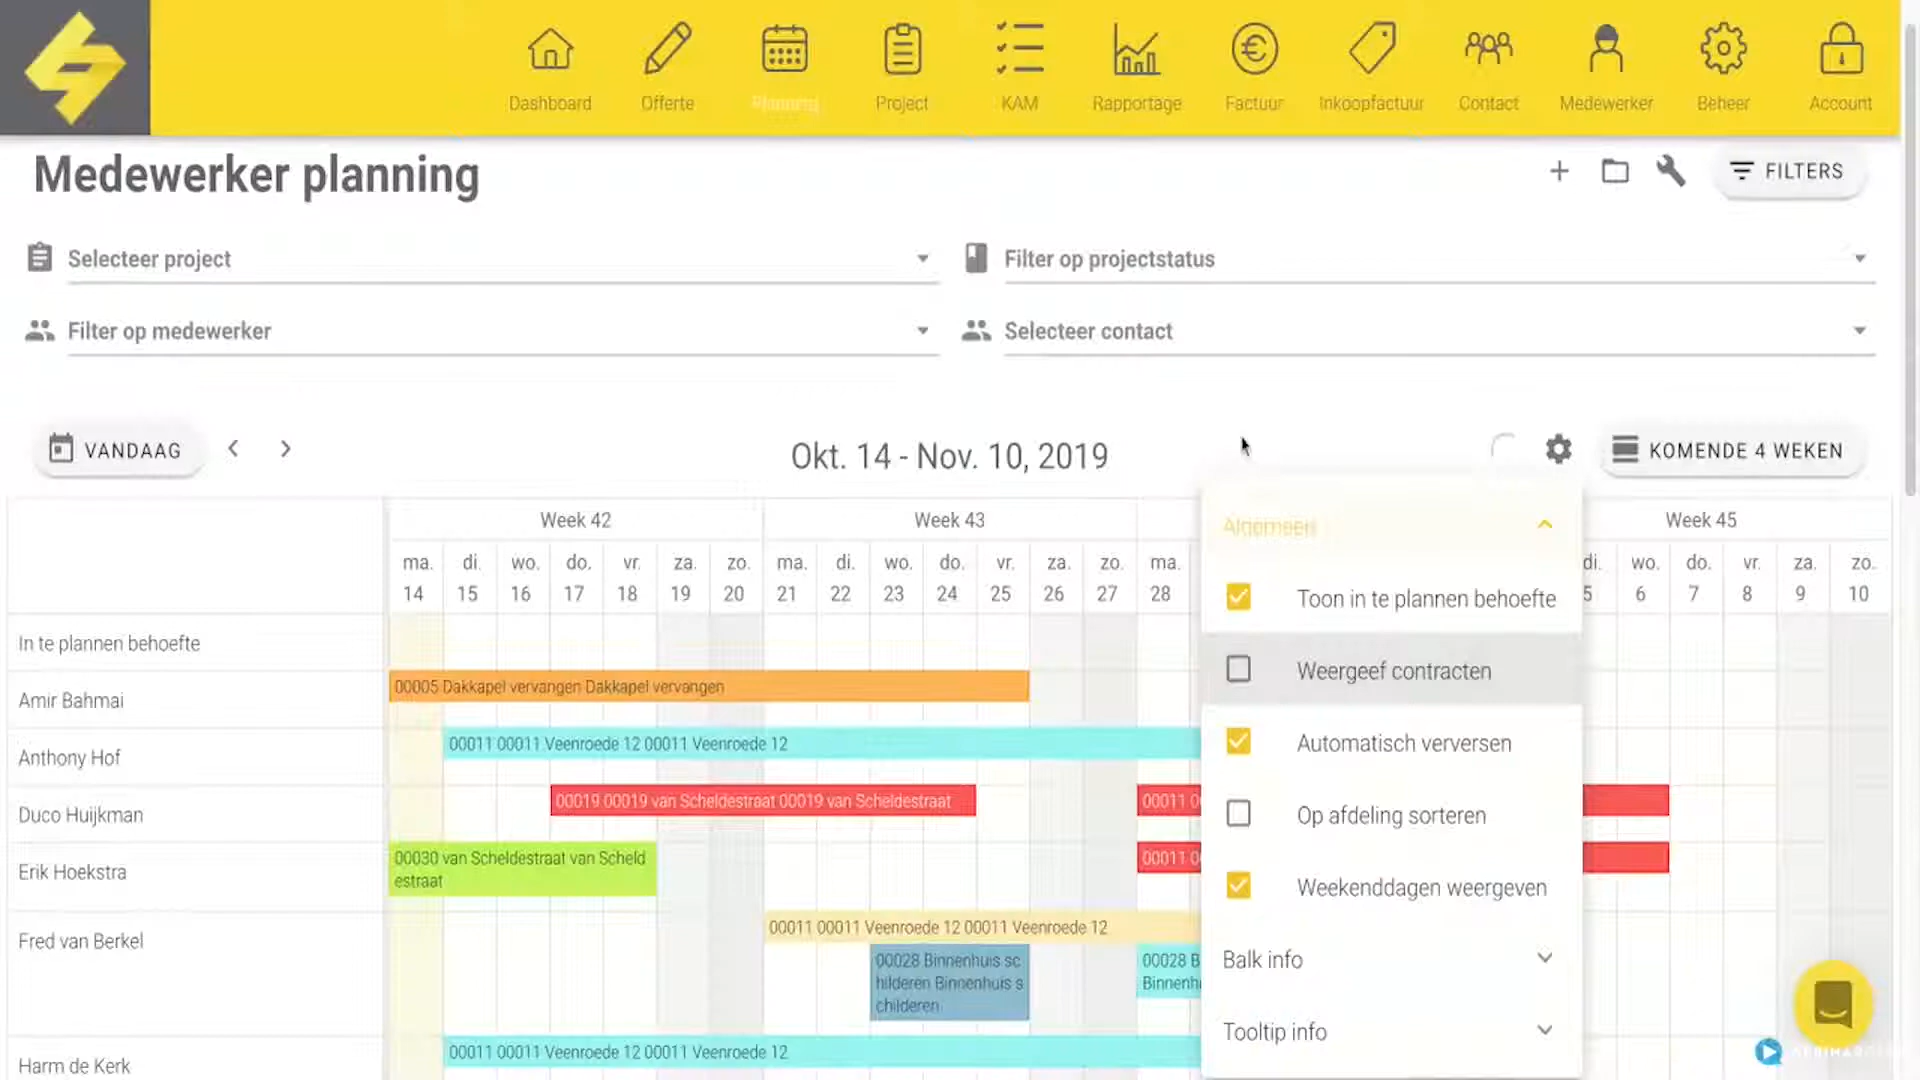 Dashboard Offerte Planning Project KAM Rapportage Factuur Inkoopfactuur Contact Medewerker Beheer Account
Medewerker planning
FILTERS
Selecteer project
Filter op projectstatus
Filter op medewerker
Selecteer contact
VANDAAG
Okt. 14 - Nov. 10, 2019
KOMENDE 4 WEKEN
Week 42 Week 43 Week 45
ma. di. wo. do. vr. za. zo. ma. di. wo. do. vr. za. zo. ma. di. wo. do. vr. za. zo.
14 15 16 17 18 19 20 21 22 23 24 25 26 27 28 5 6 7 8 9 10
Algemeen
Toon in te plannen behoefte
Weergeef contracten
Automatisch verversen
Op afdeling sorteren
Weekenddagen weergeven
Balk info
Tooltip info
In te plannen behoefte
Amir Bahmai
00005 Dakkapel vervangen Dakkapel vervangen
Anthony Hof
00011 00011 Veenroede 12 00011 Veenroede 12
Duco Huijkman
00019 00019 van Scheldestraat 00019 van Scheldestraat
00011 0
Erik Hoekstra
00030 van Scheldestraat van Scheld
estraat
00011 0
Fred van Berkel
00011 00011 Veenroede 12 00011 Veenroede 12
00028 Binnenhuis sc
hilderen Binnenhuis s
childeren
00028 B
Binnenh
Harm de Kerk
00011 00011 Veenroede 12 00011 Veenroede 12